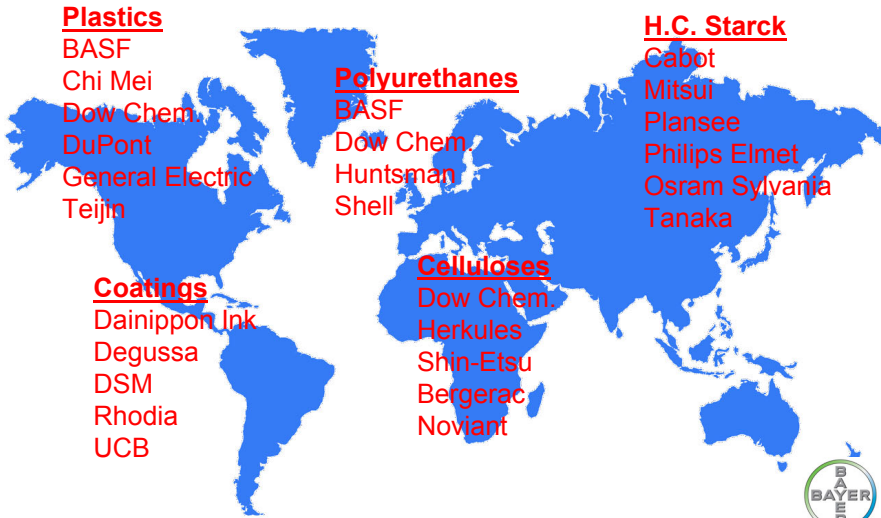 Plastics
BASF
Chi Mei
Dow Chem.
DuPont
General Electric
Teijin
Polyurethanes
BASF
Dow Chem.
Huntsman
Shell
H.C. Starck
Cabot
Mitsui
Plansee
Philips Elmet
Osram Sylvania
Tanaka
Coatings
Dainippon Ink
Degussa
DSM
Rhodia
UCB
Celluloses
Dow Chem.
Herkules
Shin-Etsu
Bergerac
Noviant
BAYER
BAYER